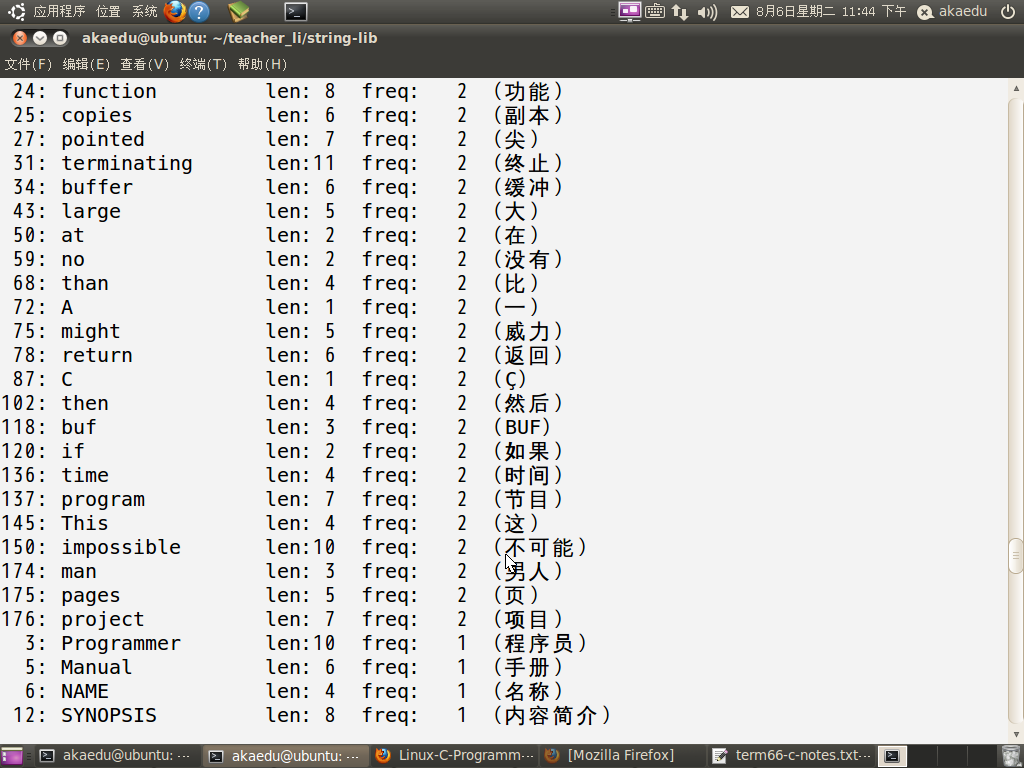 应用程序 位置 系统 8月6日星期二 11:44 下午 akaedu
akaedu@ubuntu: ~/teacher_li/string-lib
文件(F) 编辑(E) 查看(V) 终端(T) 帮助(H)
24: function len: 8 freq: 2 (功能)
25: copies len: 6 freq: 2 (副本)
27: pointed len: 7 freq: 2 (尖)
31: terminating len:11 freq: 2 (终止)
34: buffer len: 6 freq: 2 (缓冲)
43: large len: 5 freq: 2 (大)
50: at len: 2 freq: 2 (在)
59: no len: 2 freq: 2 (没有)
68: than len: 4 freq: 2 (比)
72: A len: 1 freq: 2 (一)
75: might len: 5 freq: 2 (威力)
78: return len: 6 freq: 2 (返回)
87: C len: 1 freq: 2 (Ç)
102: then len: 4 freq: 2 (然后)
118: buf len: 3 freq: 2 (BUF)
120: if len: 2 freq: 2 (如果)
136: time len: 4 freq: 2 (时间)
137: program len: 7 freq: 2 (节目)
145: This len: 4 freq: 2 (这)
150: impossible len:10 freq: 2 (不可能)
174: man len: 3 freq: 2 (男人)
175: pages len: 5 freq: 2 (页)
176: project len: 7 freq: 2 (项目)
3: Programmer len:10 freq: 1 (程序员)
5: Manual len: 6 freq: 1 (手册)
6: NAME len: 4 freq: 1 (名称)
12: SYNOPSIS len: 8 freq: 1 (内容简介)
akaedu@ubuntu: ··· akaedu@ubuntu: ··· Linux-C-Programm··· [Mozilla Firefox] term66-c-notes.txt···